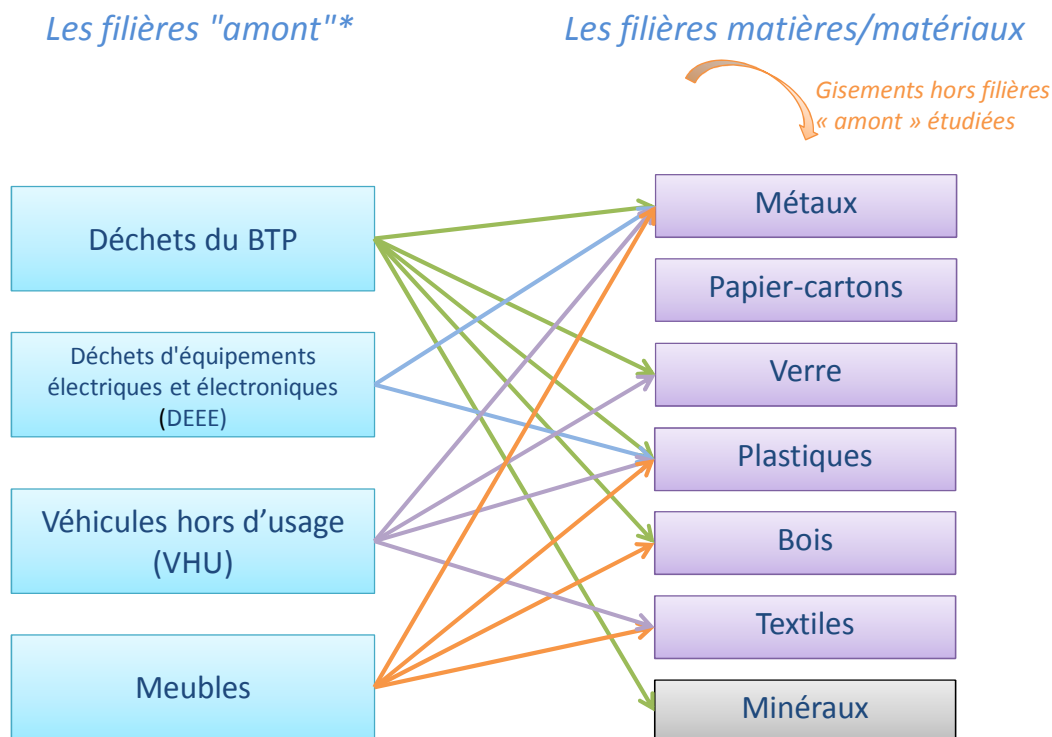 Les filières "amont"*
Les filières matières/matériaux
Gisements hors filières
« amont » étudiées
Déchets du BTP
Déchets d'équipements
électriques et électroniques
(DEEE)
Véhicules hors d’usage
(VHU)
Meubles
Métaux
Papier-cartons
Verre
Plastiques
Bois
Textiles
Minéraux